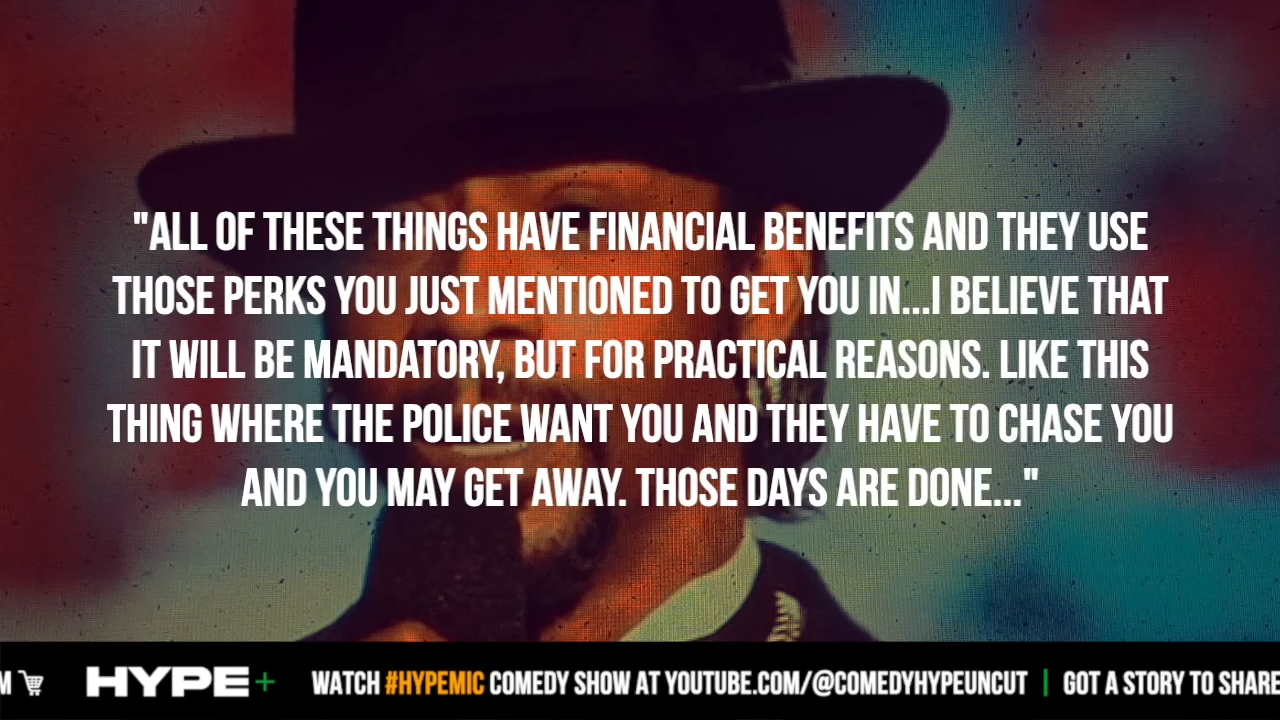 "ALL OF THESE THINGS HAVE FINANCIAL BENEFITS AND THEY USE
THOSE PERKS YOU JUST MENTIONED TO GET YOU IN...I BELIEVE THAT
IT WILL BE MANDATORY, BUT FOR PRACTICAL REASONS. LIKE THIS
THING WHERE THE POLICE WANT YOU AND THEY HAVE TO CHASE YOU
AND YOU MAY GET AWAY. THOSE DAYS ARE DONE..."
M HYPE+ WATCH #HYPEMIC COMEDY SHOW AT YOUTUBE.COM/@COMEDYHYPEUNCUT | GOT A STORY TO SHARE